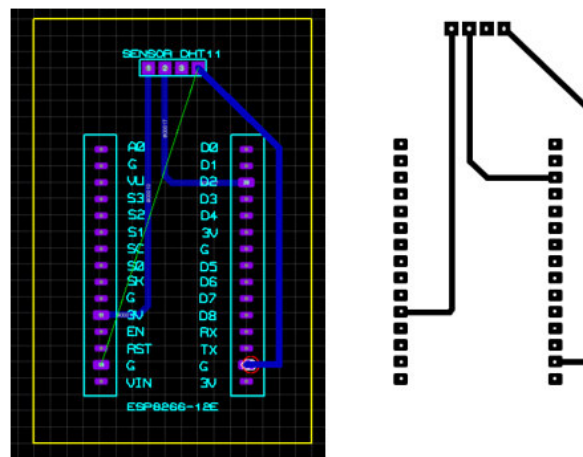 SENSOR DHT11
A0 D0
G D1
VU D2
S3 D3
S2 D4
S1 3V
SC G
S0 D5
SK D6
G D7
3V D8
EN RX
RST TX
G G
VIN 3V
ESP8266-12E